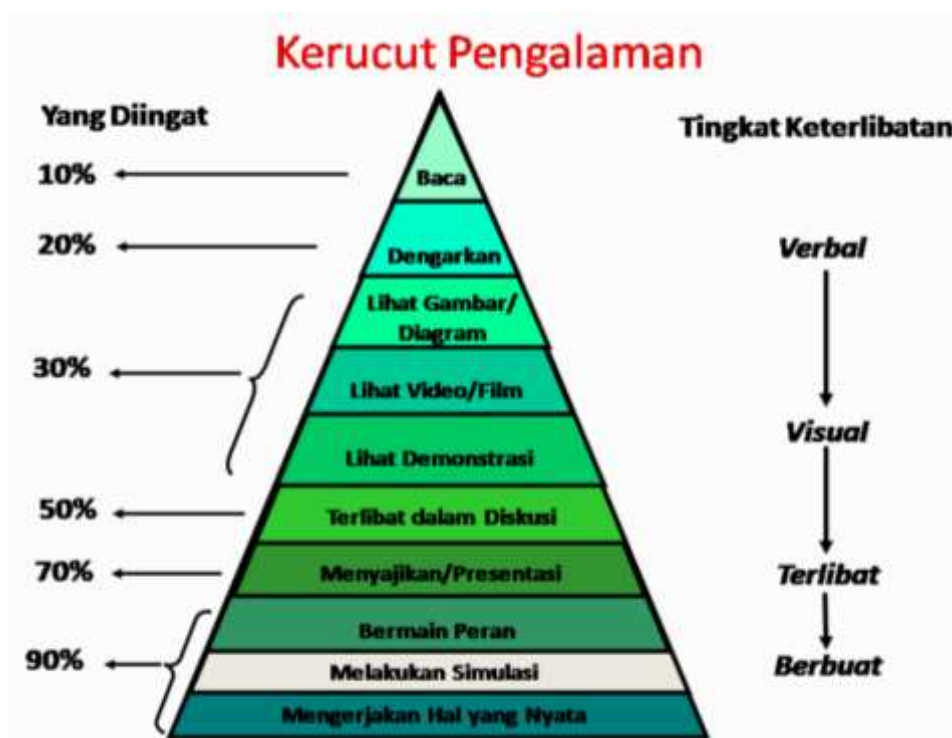 Kerucut Pengalaman
Yang Diingat
Tingkat Keterlibatan
10%
Baca
20%
Dengarkan
Verbal
Lihat Gambar/
Diagram
30%
Lihat Video/Film
Visual
Lihat Demonstrasi
50%
Terlibat dalam Diskusi
70%
Menyajikan/Presentasi
Terlibat
Bermain Peran
90%
Melakukan Simulasi
Berbuat
Mengerjakan Hal yang Nyata